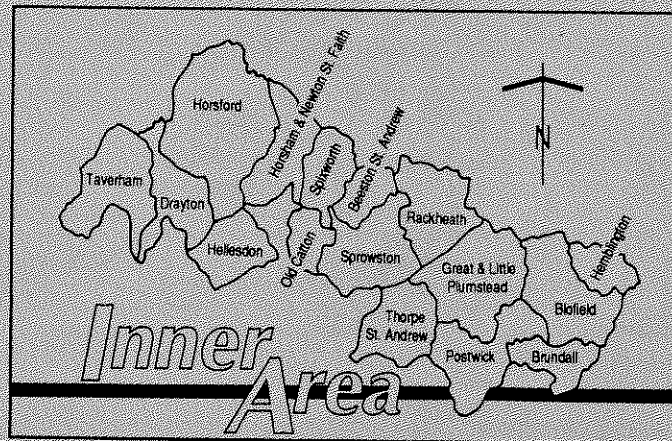 Horsford
Horsham & Newton St. Faith
Spixworth
Beeston St. Andrew
N
Taverham
Drayton
Hellesdon
Old Catton
Sprowston
Rackheath
Great & Little
Plumstead
Hemblington
Blofield
Thorpe
St. Andrew
Postwick
Brundall
Inner
Area